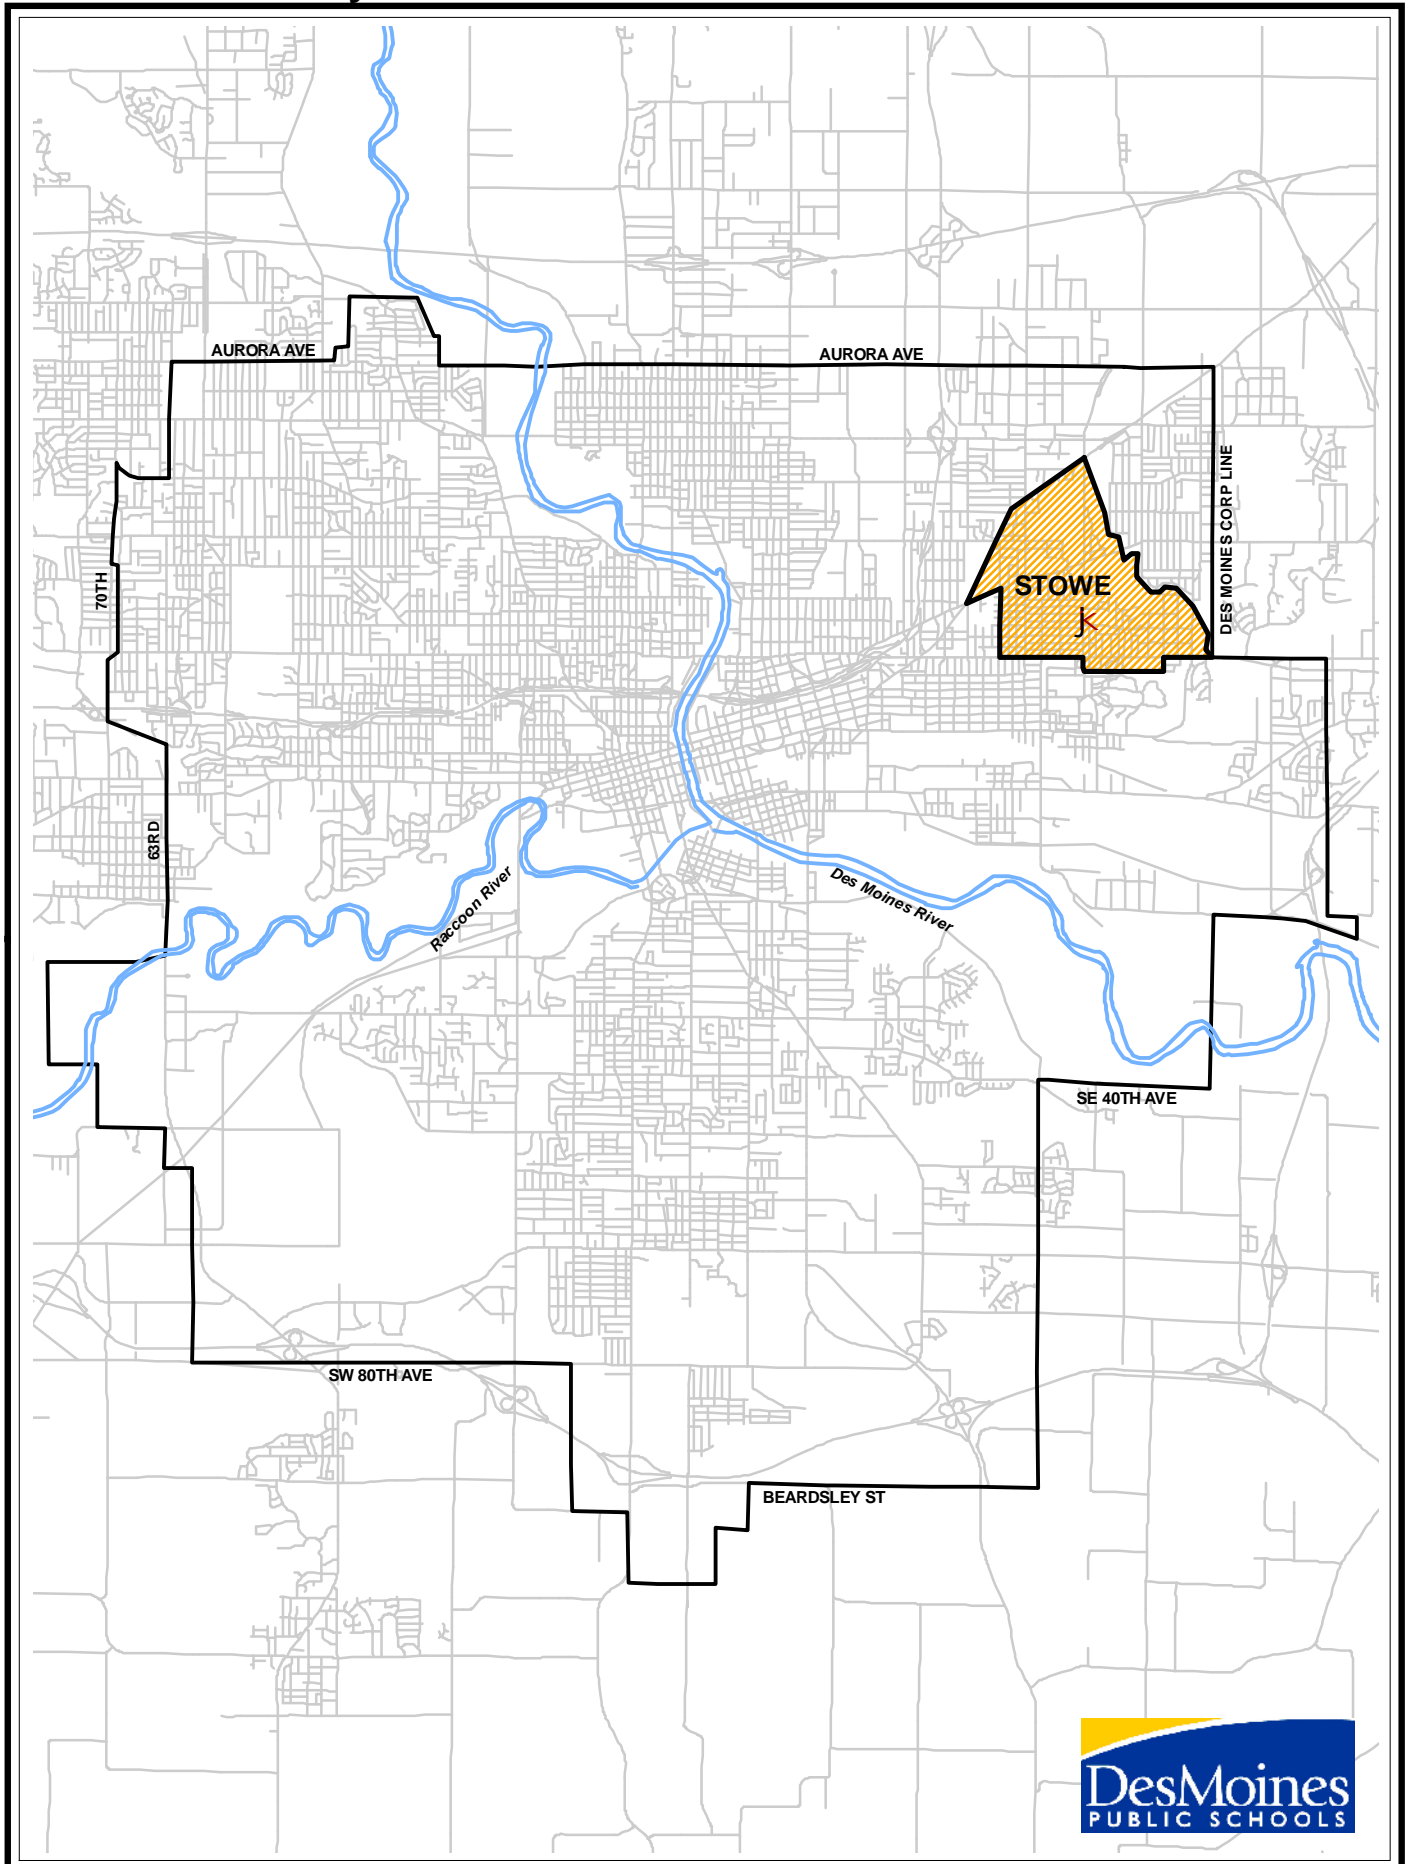 AURORA AVE
AURORA AVE
DES MOINES CORP LINE
STOWE
70TH
63RD
Raccoon River
Des Moines River
SE 40TH AVE
SW 80TH AVE
BEARDSLEY ST
DesMoines
PUBLIC SCHOOLS